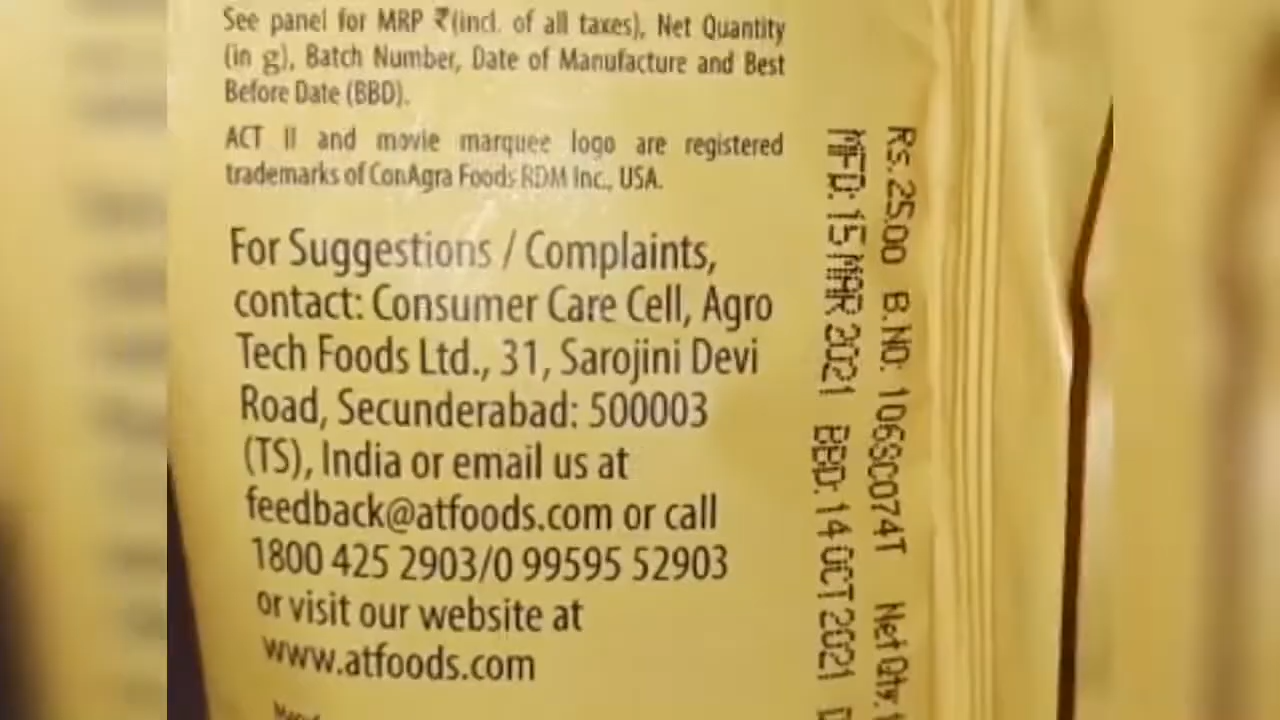 See panel for MRP ₹(incl. of all taxes), Net Quantity
(in g), Batch Number, Date of Manufacture and Best
Before Date (BBD).
ACT II and movie marquee logo are registered
trademarks of ConAgra Foods RDM Inc., USA.
For Suggestions / Complaints,
contact: Consumer Care Cell, Agro
Tech Foods Ltd., 31, Sarojini Devi
Road, Secunderabad: 500003
(TS), India or email us at
feedback@atfoods.com or call
1800 425 2903/0 99595 52903
or visit our website at
www.atfoods.com
Rs. 25.00 B.NO: 106SC074T Net Qty.
MFD: 15 MAR 2021 BBD: 14 OCT 2021